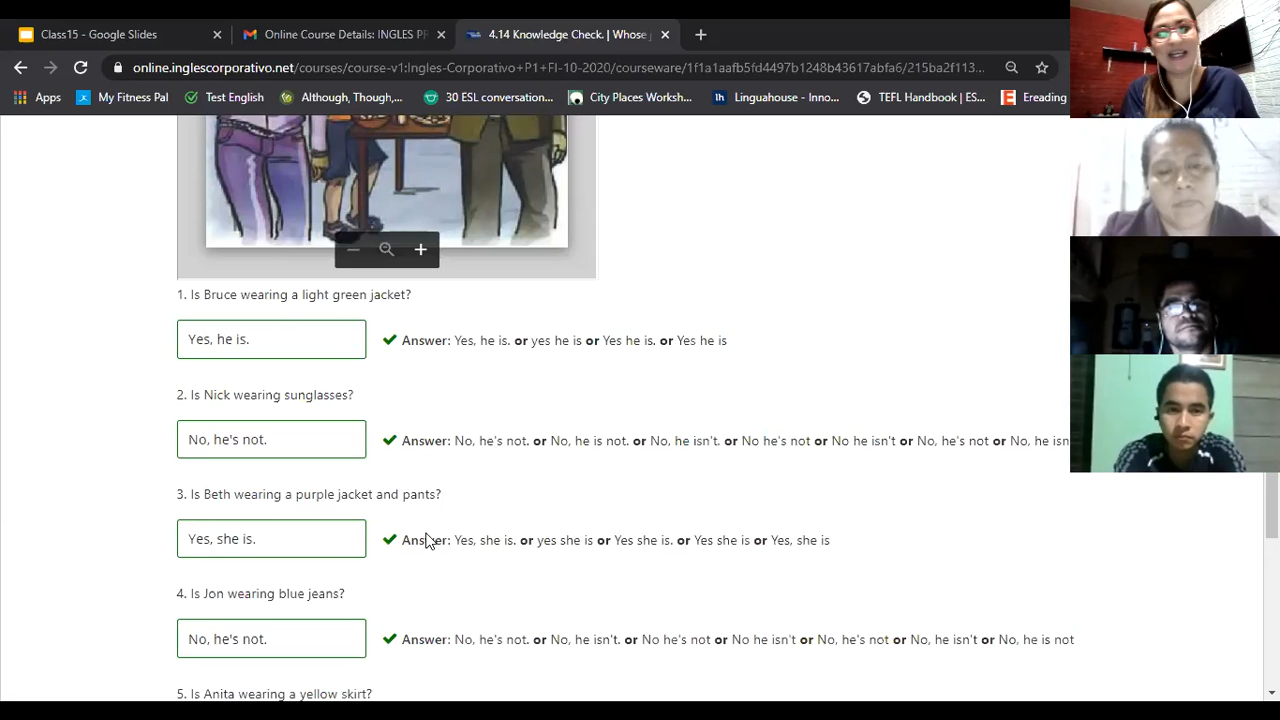 Class15 - Google Slides
Online Course Details: INGLES PR
4.14 Knowledge Check. | Whose j
online.inglescorporativo.net/courses/course-v1:Ingles-Corporativo+P1+FI-10-2020/courseware/1f1a1aafb5fd4497b1248b43617abfa6/215ba2f113...
Apps
My Fitness Pal
Test English
Although, Though,...
30 ESL Conversation...
City Places Worksh...
Linguahouse - Inno...
TEFL Handbook | ES...
Ereading
1. Is Bruce wearing a light green jacket?
Yes, he is.
Answer: Yes, he is. or yes he is or Yes he is. or Yes he is
2. Is Nick wearing sunglasses?
No, he's not.
Answer: No, he's not. or No, he is not. or No, he isn't. or No he's not or No he isn't or No, he's not or No, he isn
3. Is Beth wearing a purple jacket and pants?
Yes, she is.
Answer: Yes, she is. or yes she is or Yes she is. or Yes she is or Yes, she is
4. Is Jon wearing blue jeans?
No, he's not.
Answer: No, he's not. or No, he isn't. or No he's not or No he isn't or No, he's not or No, he isn't or No, he is not
5. Is Anita wearing a yellow skirt?